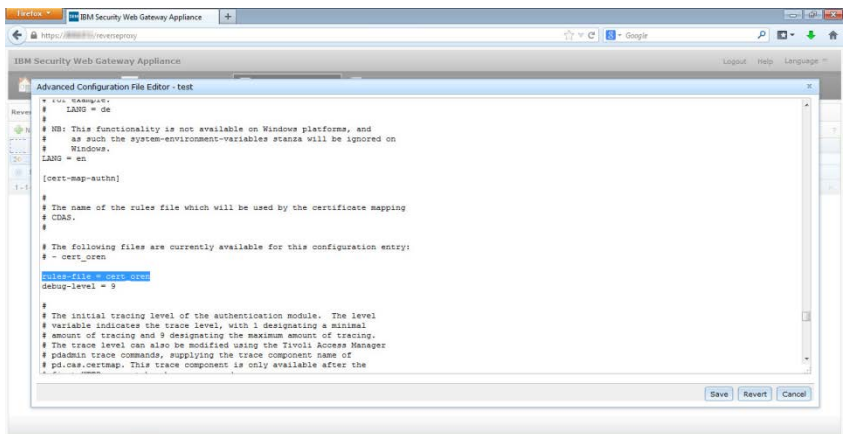 Firefox
IBM Security Web Gateway Appliance
https:// /reverseproxy
Google
IBM Security Web Gateway Appliance
Logout Help Language
Advanced Configuration File Editor - test
# For example:
# LANG = de
#
# NB: This functionality is not available on Windows platforms, and
# as such the system-environment-variables stanza will be ignored on
# Windows.
LANG = en
[cert-map-authn]
#
# The name of the rules file which will be used by the certificate mapping
# CDAS.
#
# The following files are currently available for this configuration entry:
# - cert_oren
rules-file = cert_oren
debug-level = 9
#
# The initial tracing level of the authentication module. The level
# variable indicates the trace level, with 1 designating a minimal
# amount of tracing and 9 designating the maximum amount of tracing.
# The trace level can also be modified using the Tivoli Access Manager
# pdadmin trace commands, supplying the trace component name of
# pd.cas.certmap. This trace component is only available after the
Save Revert Cancel